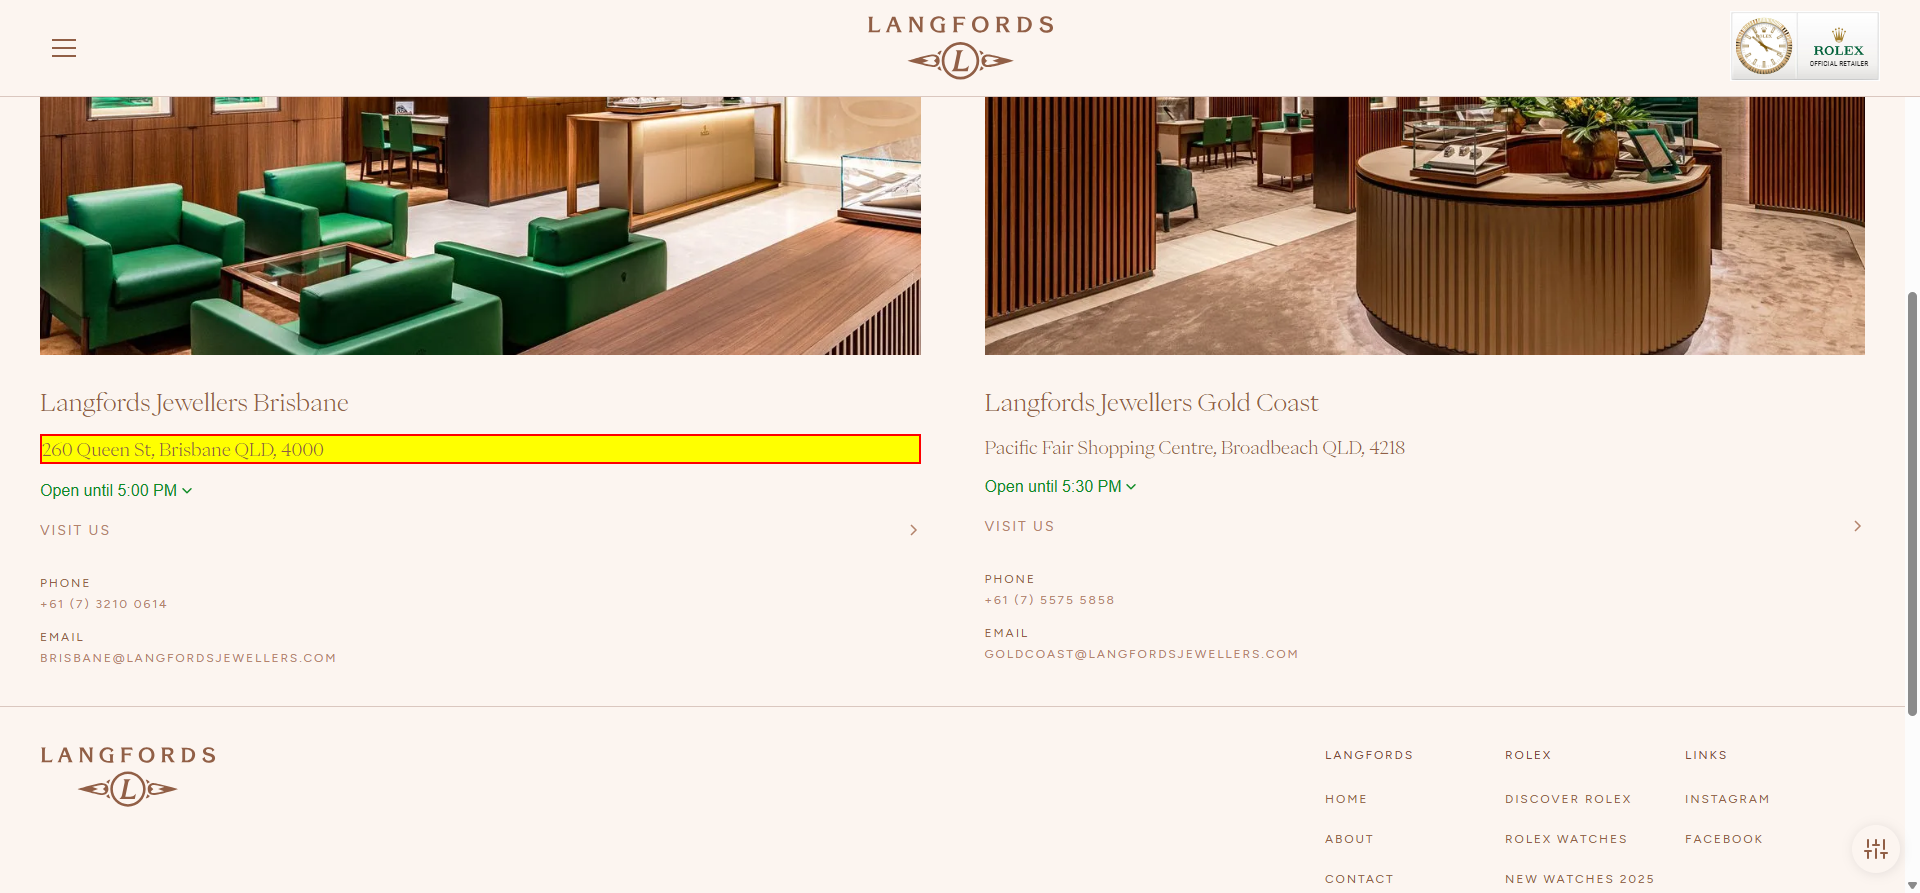 LANGFORDS
L
ROLEX
OFFICIAL RETAILER
Langfords Jewellers Brisbane
260 Queen St, Brisbane QLD, 4000
Open until 5:00 PM
VISIT US
PHONE
+61 (7) 3210 0614
EMAIL
BRISBANE@LANGFORDSJEWELLERS.COM
Langfords Jewellers Gold Coast
Pacific Fair Shopping Centre, Broadbeach QLD, 4218
Open until 5:30 PM
VISIT US
PHONE
+61 (7) 5575 5858
EMAIL
GOLDCOAST@LANGFORDSJEWELLERS.COM
LANGFORDS
L
LANGFORDS
HOME
ABOUT
CONTACT
ROLEX
DISCOVER ROLEX
ROLEX WATCHES
NEW WATCHES 2025
LINKS
INSTAGRAM
FACEBOOK